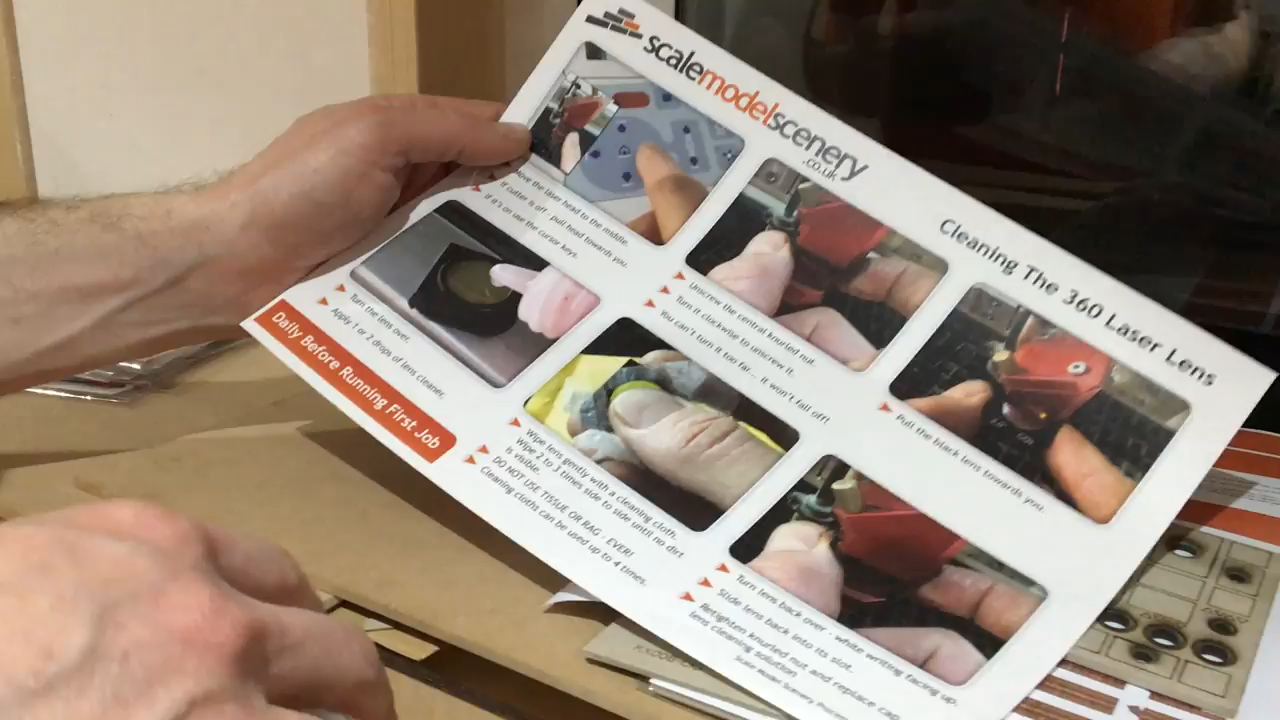 scalemodelscenery
.co.uk
Cleaning The 360 Laser Lens
Move the laser head to the middle.
If cutter is off - pull head towards you.
If it's on use the cursor keys.
Unscrew the central knurled nut.
Turn it clockwise to unscrew it.
You can't turn it too far... it won't fall off!
Pull the black lens towards you.
Turn the lens over.
Apply 1 or 2 drops of lens cleaner.
Wipe lens gently with a cleaning cloth.
Wipe 2 to 3 times side to side until no dirt
is visible.
DO NOT USE TISSUE OR RAG - EVER!
Cleaning cloths can be used up to 4 times.
Turn lens back over - white writing facing up.
Slide lens back into its slot.
Retighten knurled nut and replace cap
lens cleaning solution
Scale Model Scenery
Daily Before Running First Job